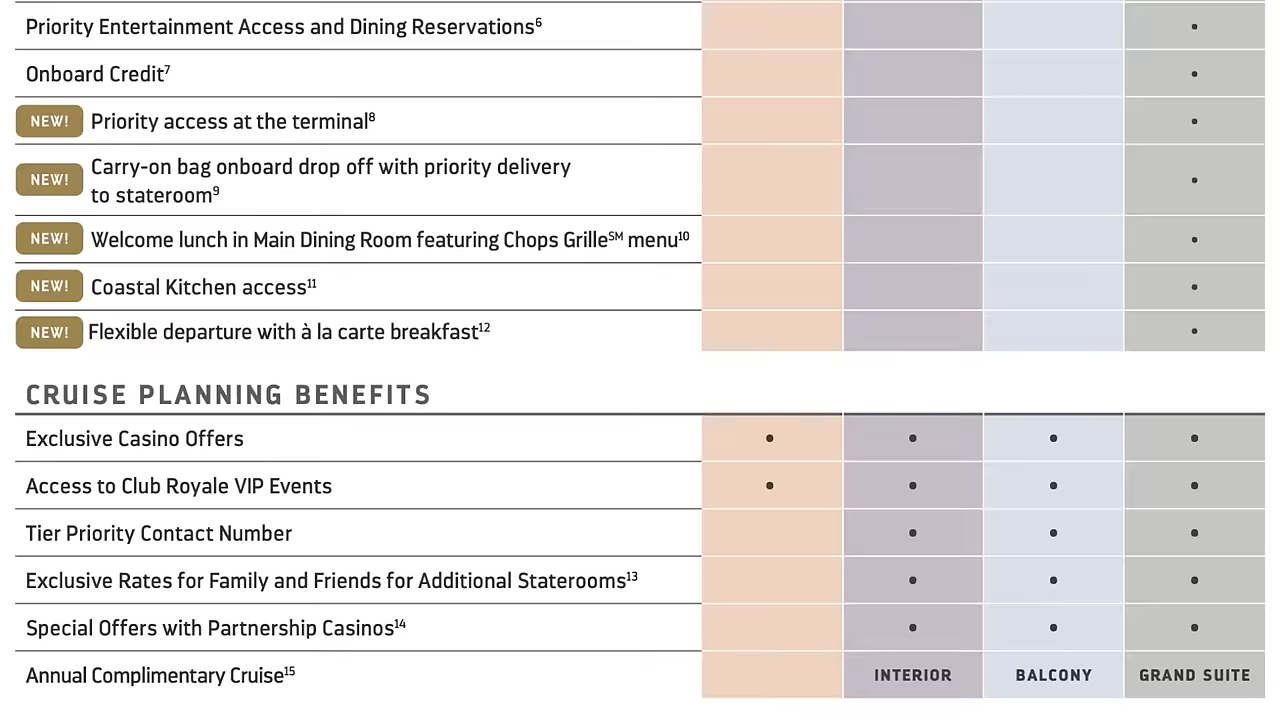 Priority Entertainment Access and Dining Reservations⁶ •
Onboard Credit⁷ •
NEW! Priority access at the terminal⁸ •
NEW! Carry-on bag onboard drop off with priority delivery
to stateroom⁹ •
NEW! Welcome lunch in Main Dining Room featuring Chops Grille℠ menu¹⁰ •
NEW! Coastal Kitchen access¹¹ •
NEW! Flexible departure with à la carte breakfast¹² •
CRUISE PLANNING BENEFITS
Exclusive Casino Offers • • • •
Access to Club Royale VIP Events • • • •
Tier Priority Contact Number • • •
Exclusive Rates for Family and Friends for Additional Staterooms¹³ • • •
Special Offers with Partnership Casinos¹⁴ • • •
Annual Complimentary Cruise¹⁵ INTERIOR BALCONY GRAND SUITE